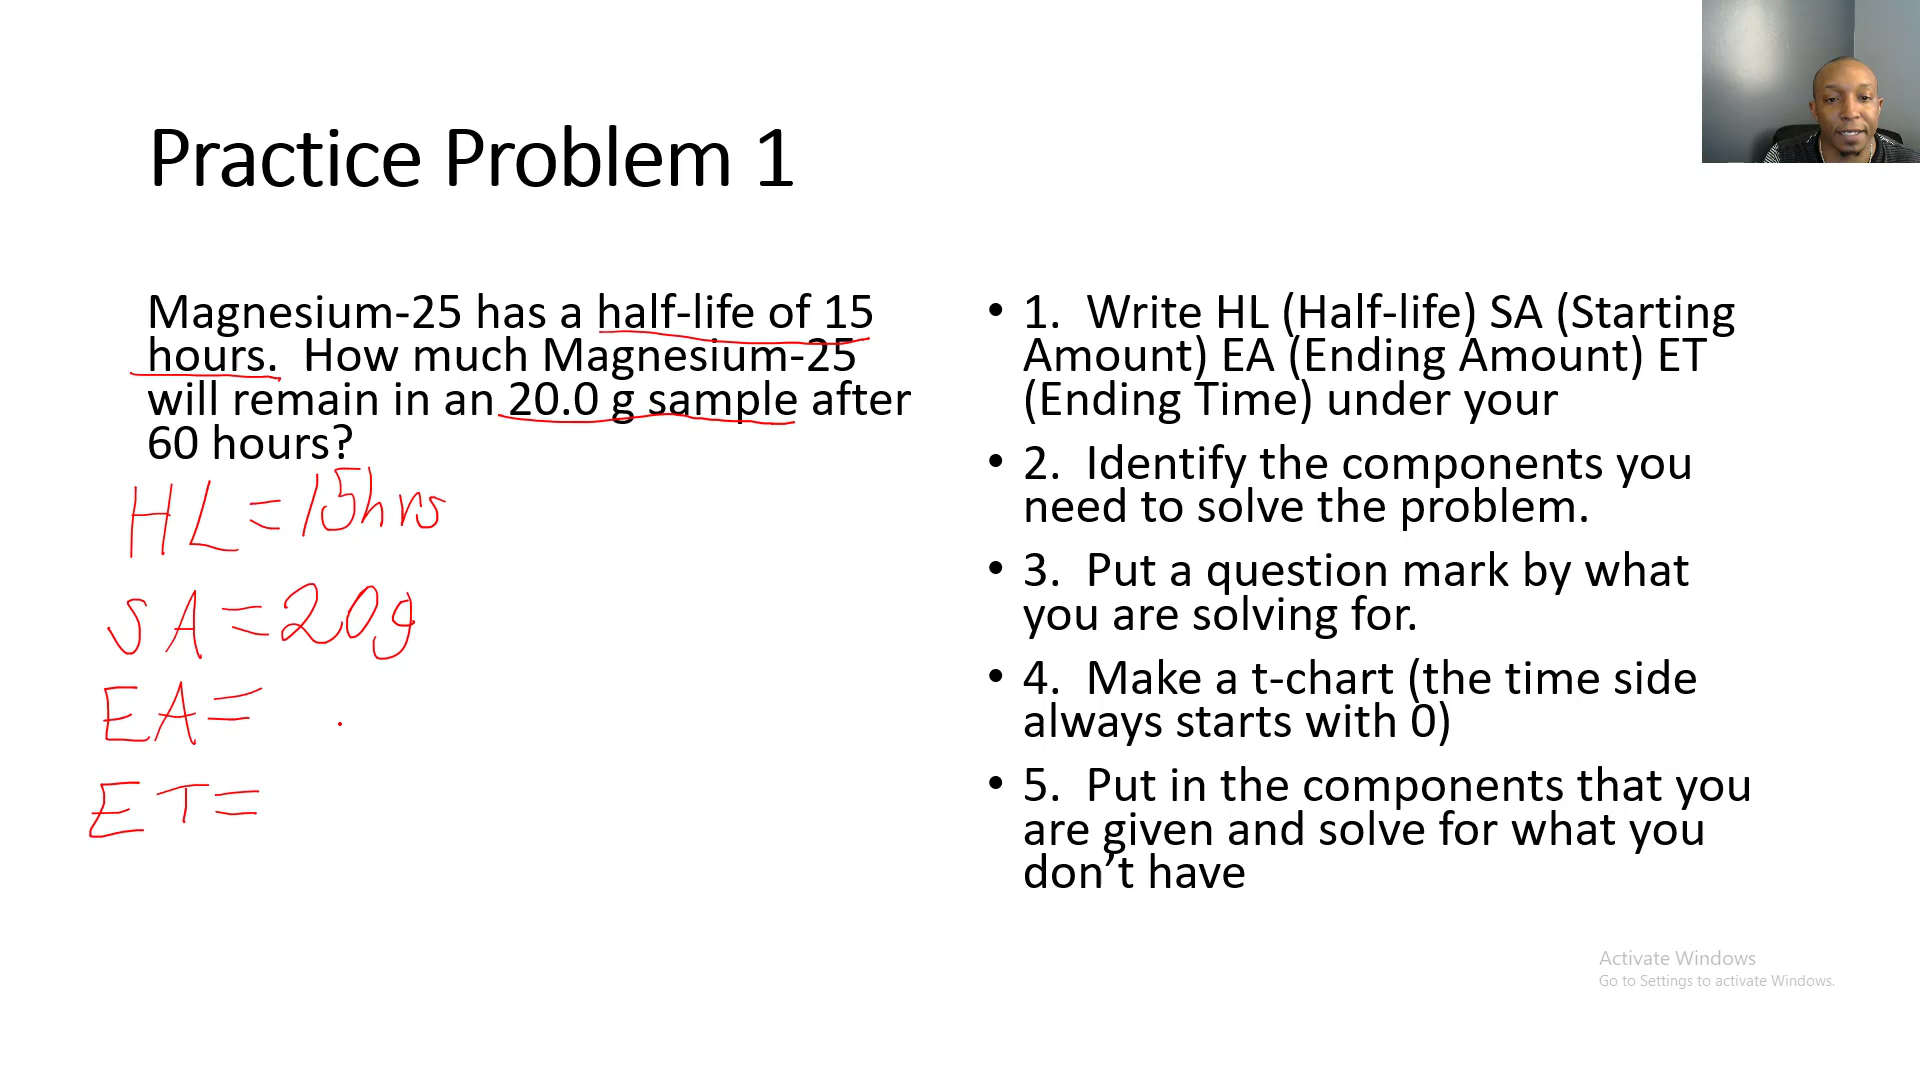 Practice Problem 1
Magnesium-25 has a half-life of 15
hours.  How much Magnesium-25
will remain in an 20.0 g sample after
60 hours?
HL=15hrs
SA=20g
EA=
ET=
• 1.  Write HL (Half-life) SA (Starting
Amount) EA (Ending Amount) ET
(Ending Time) under your
• 2.  Identify the components you
need to solve the problem.
• 3.  Put a question mark by what
you are solving for.
• 4.  Make a t-chart (the time side
always starts with 0)
• 5.  Put in the components that you
are given and solve for what you
don’t have
Activate Windows
Go to Settings to activate Windows.